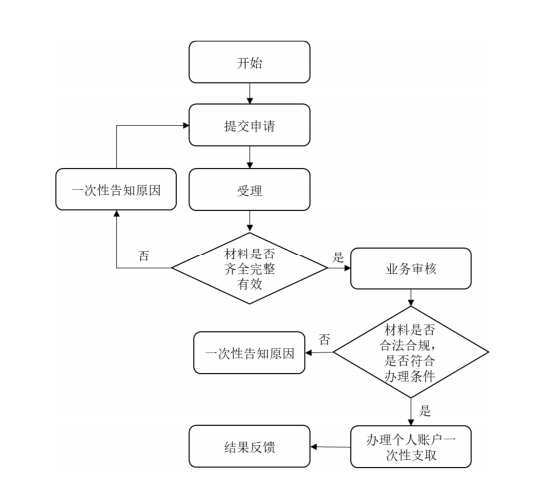 开始
提交申请
一次性告知原因
受理
材料是否
齐全完整
有效
否
是
业务审核
材料是否
合法合规，
是否符合
办理条件
否
一次性告知原因
是
办理个人账户一
次性支取
结果反馈